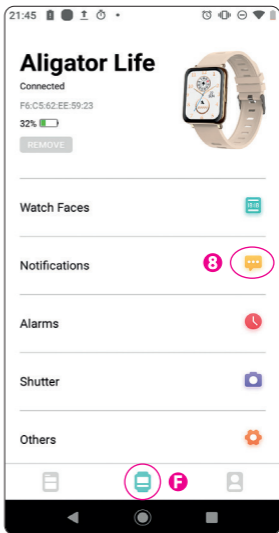 21:45
Aligator Life
Connected
F6:C5:62:EE:59:23
32%
REMOVE
Watch Faces
Notifications
8
Alarms
Shutter
Others
F